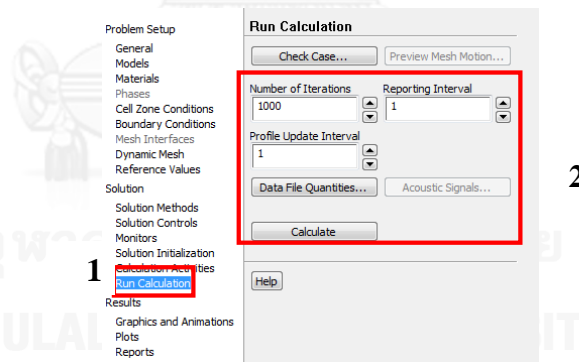 Problem Setup
General
Models
Materials
Phases
Cell Zone Conditions
Boundary Conditions
Mesh Interfaces
Dynamic Mesh
Reference Values
Solution
Solution Methods
Solution Controls
Monitors
Solution Initialization
Calculation Activities
1
Run Calculation
Results
Graphics and Animations
Plots
Reports
Run Calculation
Check Case... Preview Mesh Motion...
Number of Iterations Reporting Interval
1000 1
Profile Update Interval
1
Data File Quantities... Acoustic Signals...
Calculate
Help
2